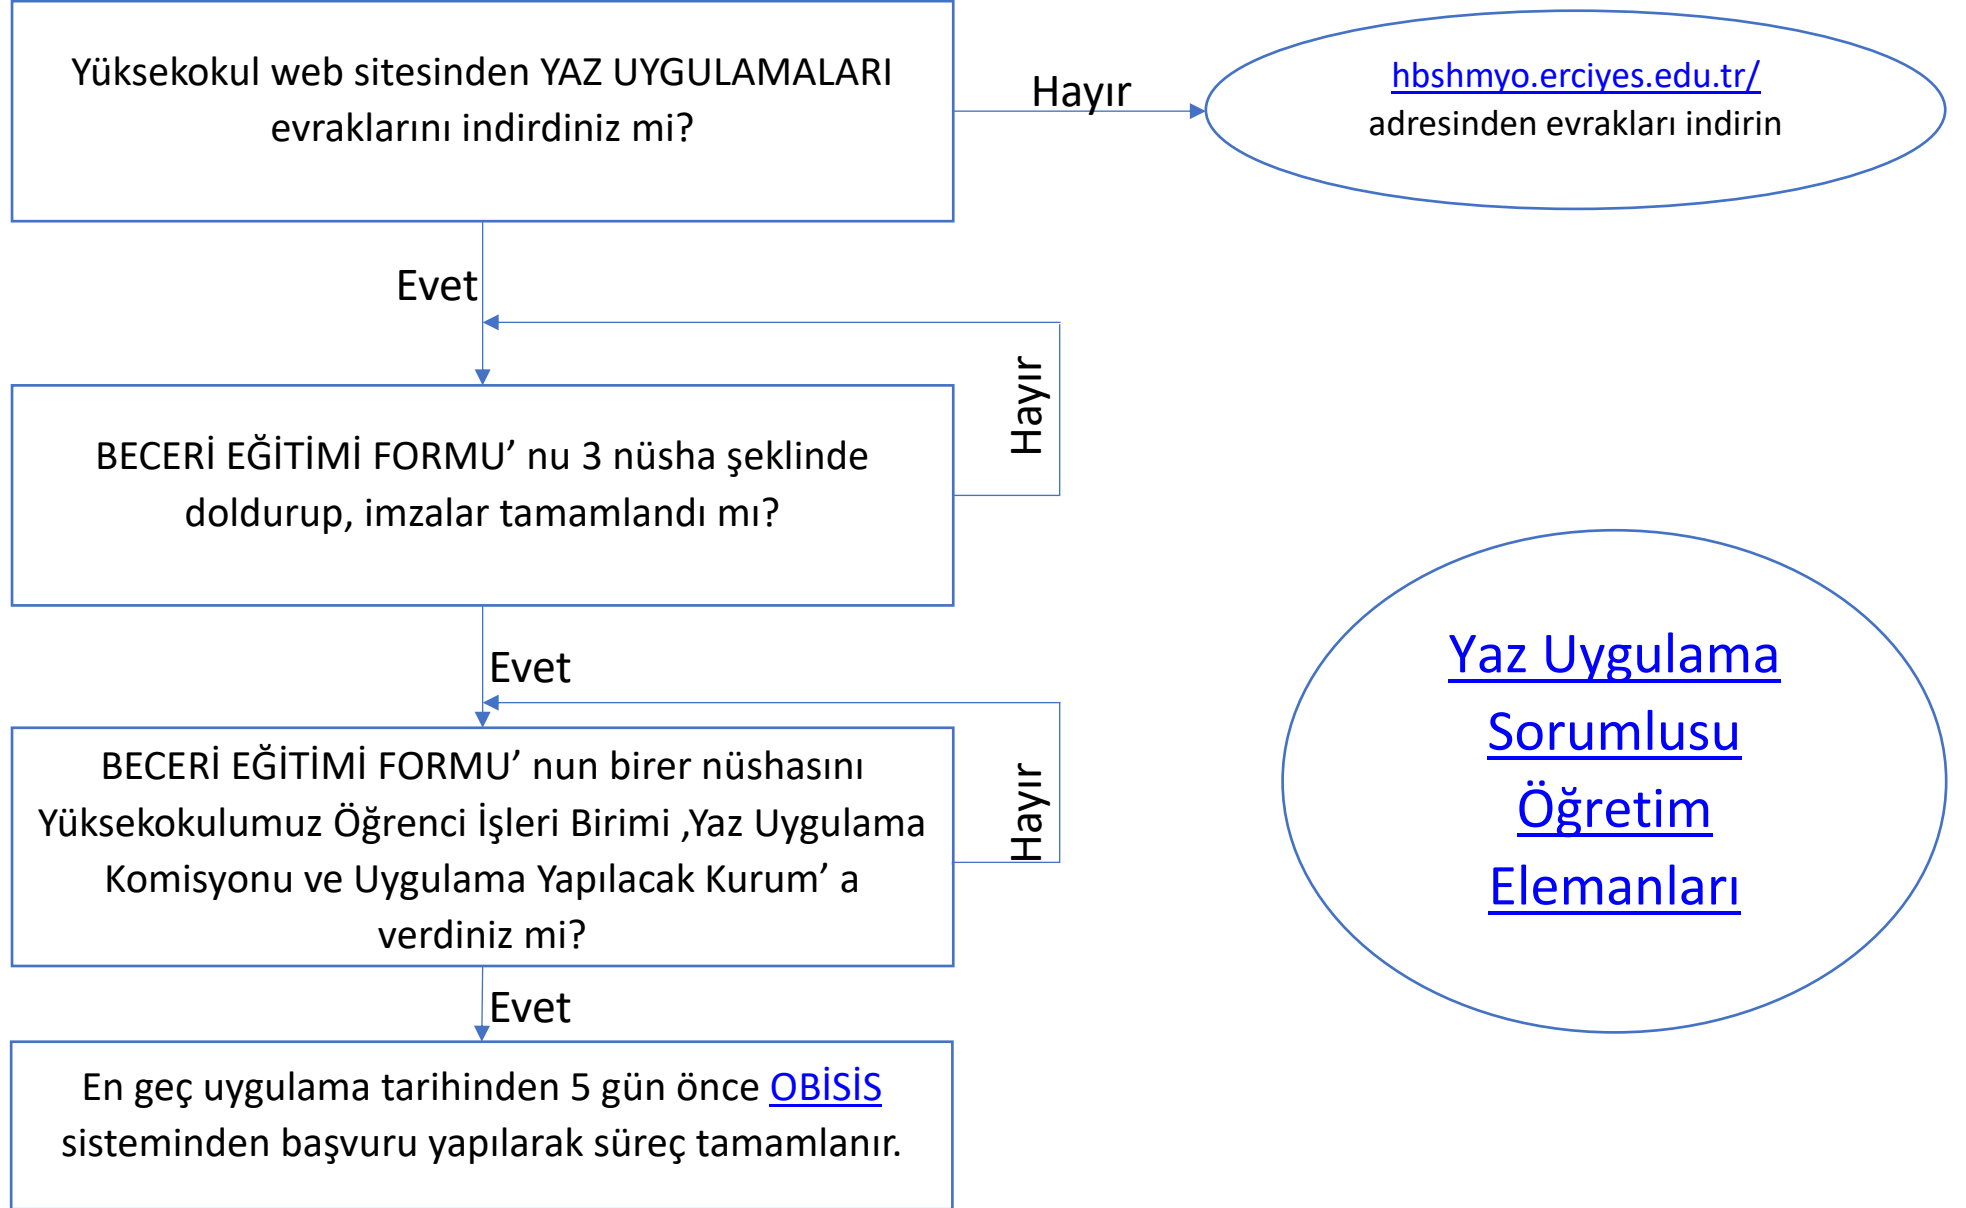 Yüksekokul web sitesinden YAZ UYGULAMALARI
evraklarını indirdiniz mi?
Hayır
hbshmyo.erciyes.edu.tr/
adresinden evrakları indirin
Evet
Hayır
BECERİ EĞİTİMİ FORMU’ nu 3 nüsha şeklinde
doldurup, imzalar tamamlandı mı?
Evet
Hayır
BECERİ EĞİTİMİ FORMU’ nun birer nüshasını
Yüksekokulumuz Öğrenci İşleri Birimi ,Yaz Uygulama
Komisyonu ve Uygulama Yapılacak Kurum’ a
verdiniz mi?
Yaz Uygulama
Sorumlusu
Öğretim
Elemanları
Evet
En geç uygulama tarihinden 5 gün önce OBİSİS
sisteminden başvuru yapılarak süreç tamamlanır.